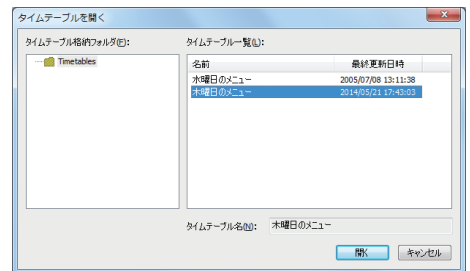 タイムテーブルを開く
タイムテーブル格納フォルダ(F):
タイムテーブル一覧(L):
Timetables
名前 最終更新日時
水曜日のメニュー 2005/07/08 13:11:38
木曜日のメニュー 2014/05/21 17:43:03
タイムテーブル名(N): 木曜日のメニュー
開く キャンセル